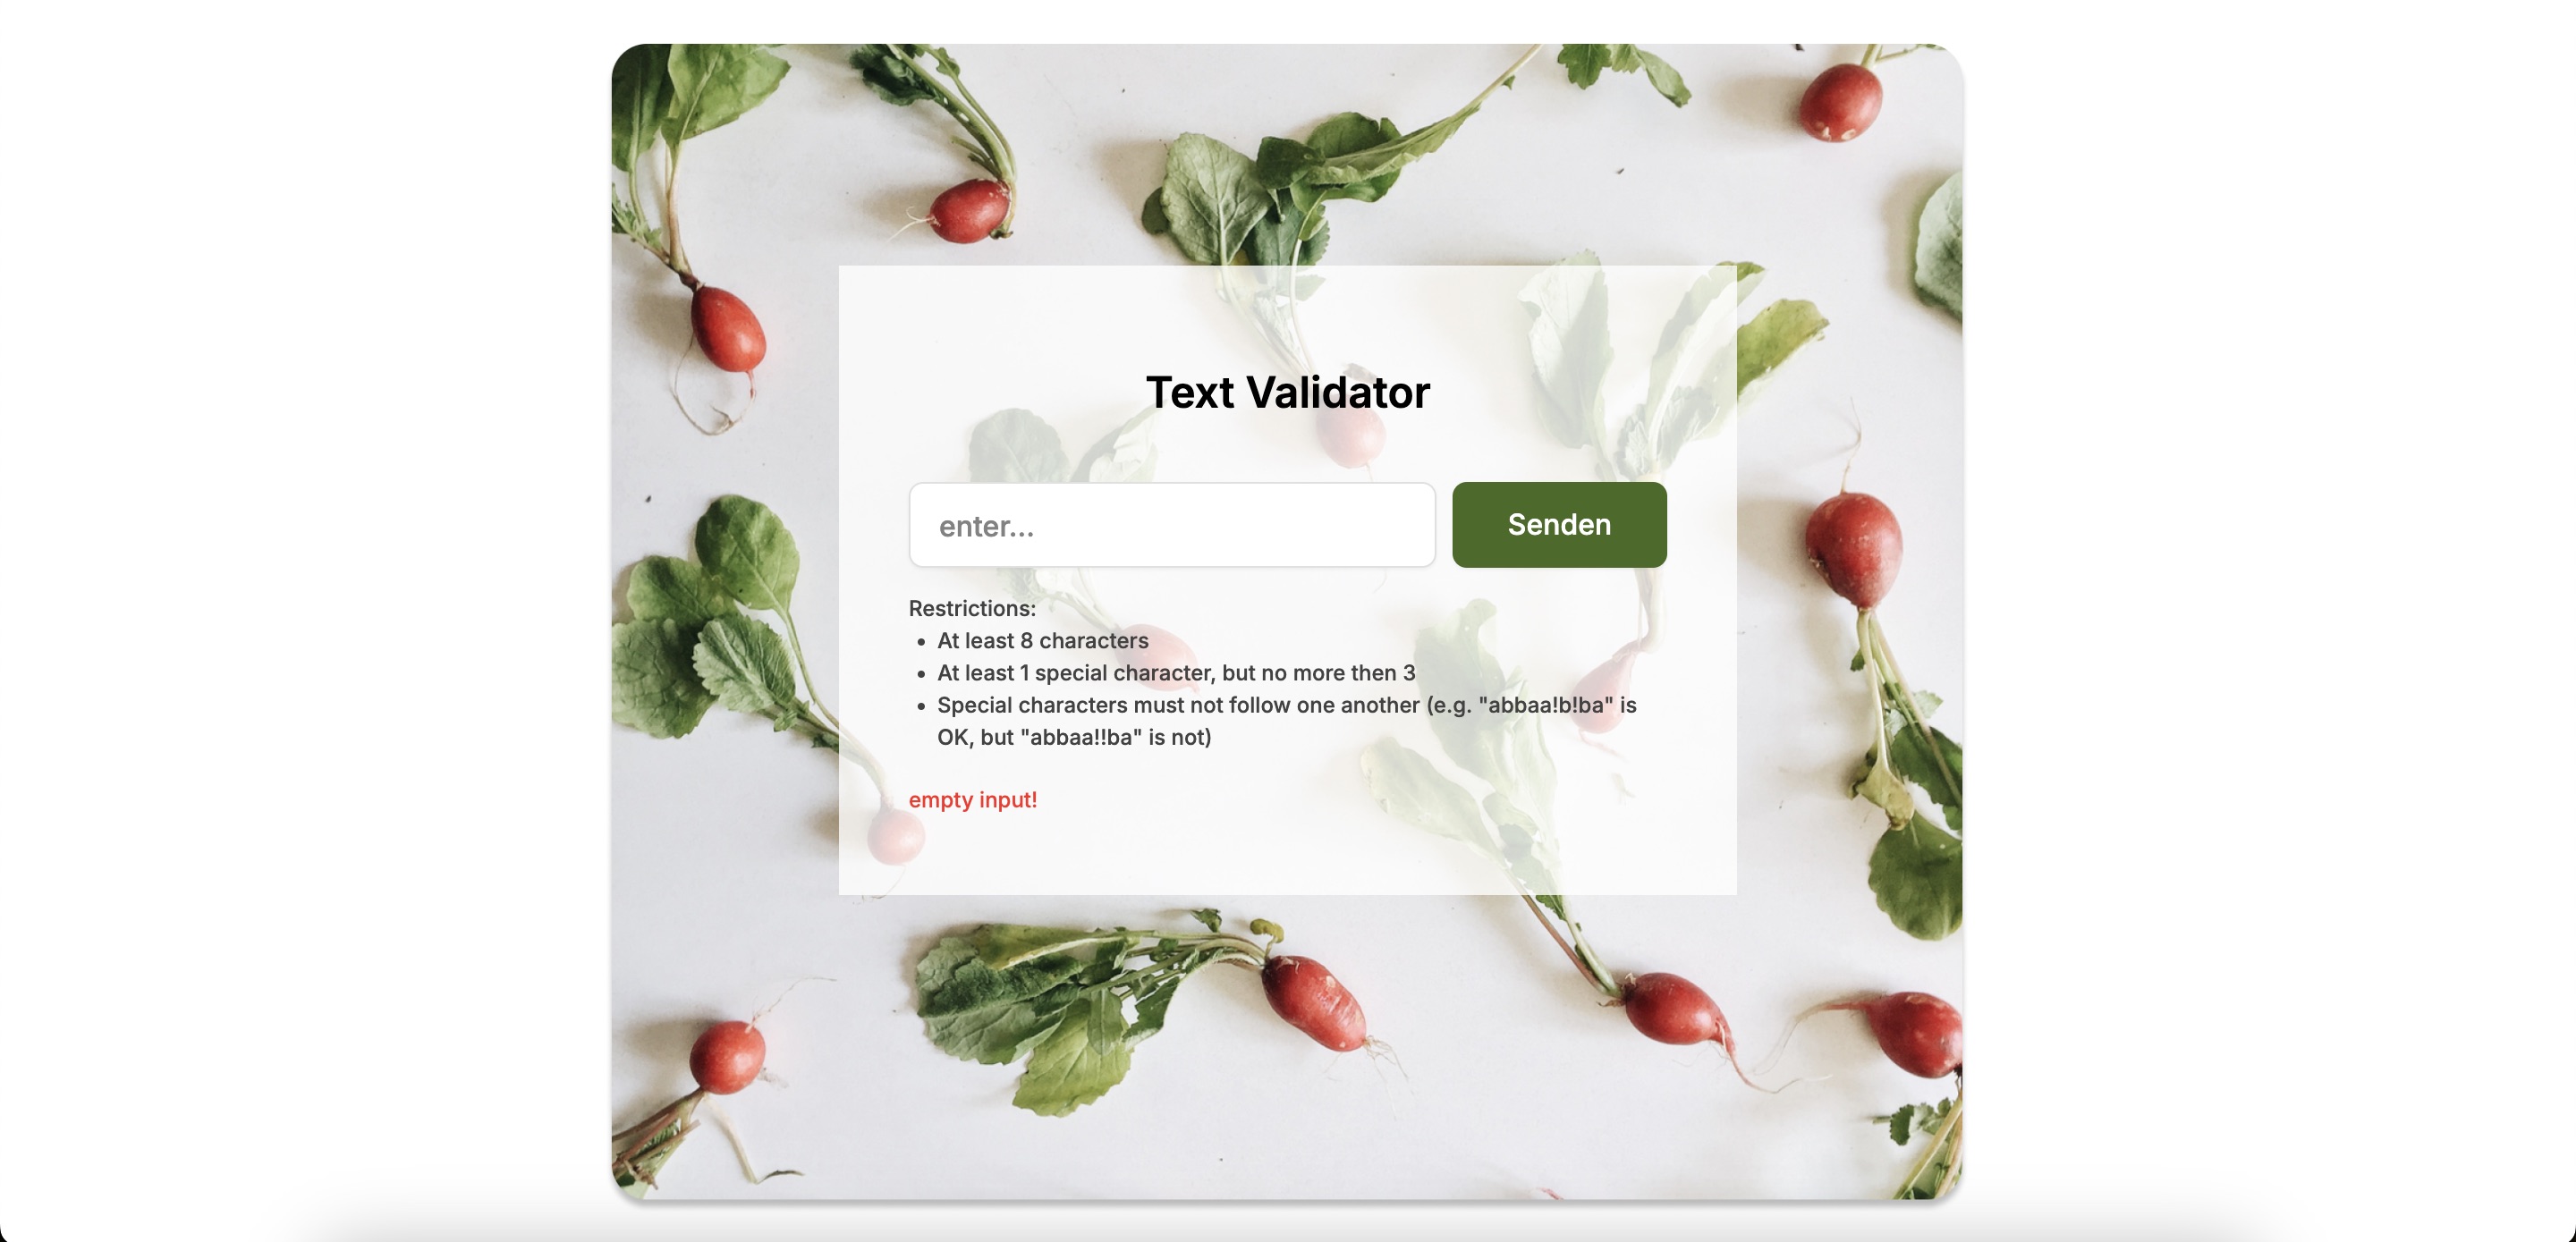 Text Validator
enter...
Senden
Restrictions:
• At least 8 characters
• At least 1 special character, but no more then 3
• Special characters must not follow one another (e.g. "abbaa!b!ba" is
OK, but "abbaa!!ba" is not)
empty input!